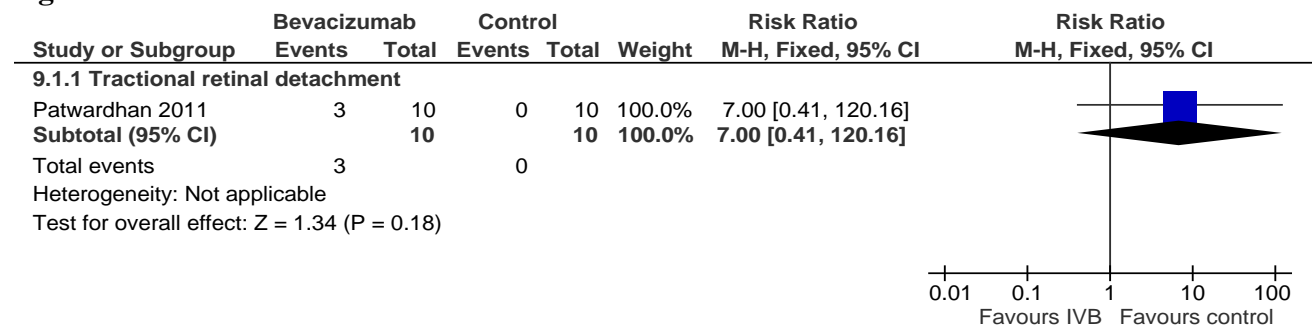 Bevacizumab Control Risk Ratio Risk Ratio
Study or Subgroup Events Total Events Total Weight M-H, Fixed, 95% CI M-H, Fixed, 95% CI
9.1.1 Tractional retinal detachment
Patwardhan 2011 3 10 0 10 100.0% 7.00 [0.41, 120.16]
Subtotal (95% CI) 10 10 100.0% 7.00 [0.41, 120.16]
Total events 3 0
Heterogeneity: Not applicable
Test for overall effect: Z = 1.34 (P = 0.18)
0.01 0.1 1 10 100
Favours IVB Favours control